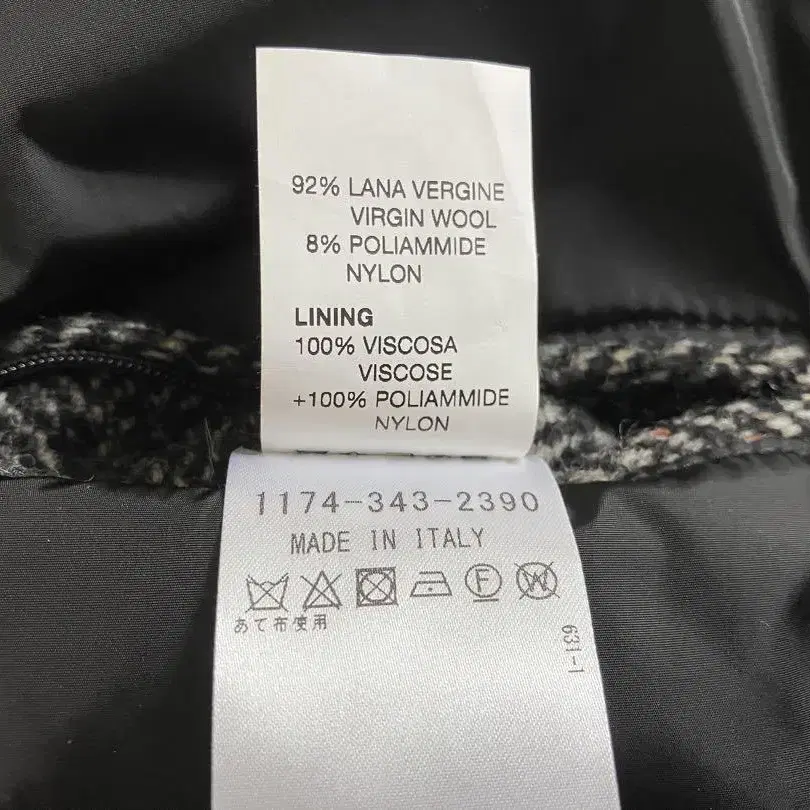 92% LANA VERGINE
VIRGIN WOOL
8% POLIAMMIDE
NYLON
LINING
100% VISCOSA
VISCOSE
+100% POLIAMMIDE
NYLON
1174-343-2390
MADE IN ITALY
F W
あて布使用
631-1